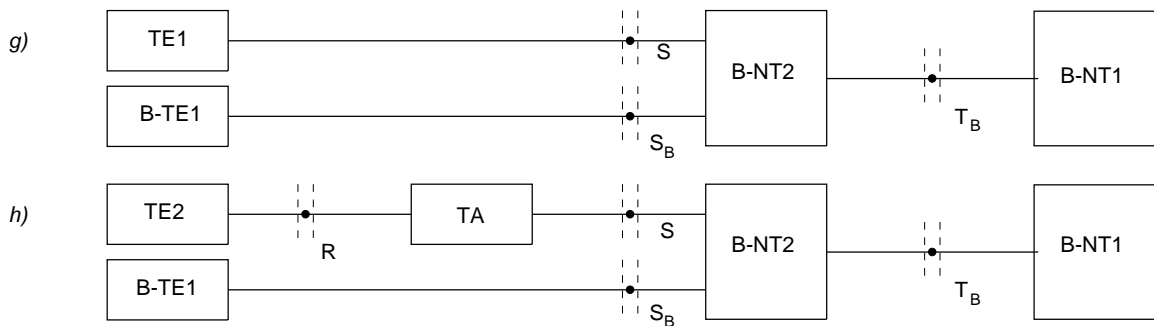 g)
TE1
S
B-NT2
B-NT1
B-TE1
S_B
T_B
h)
TE2
R
TA
S
B-NT2
B-NT1
B-TE1
S_B
T_B